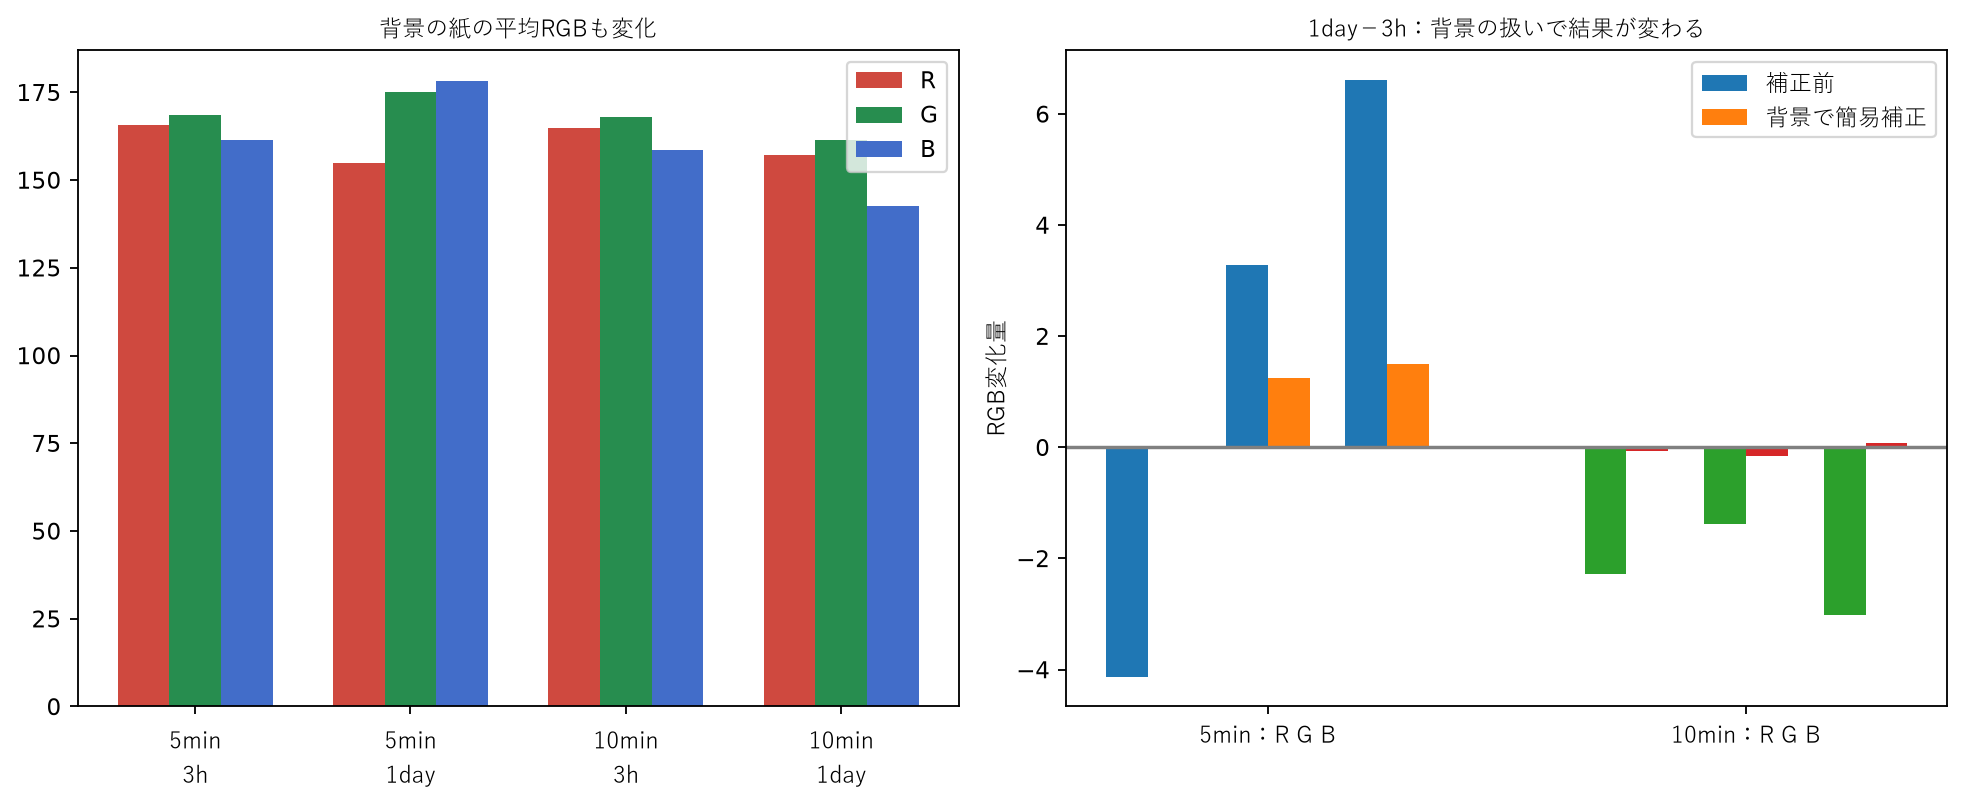 背景の紙の平均RGBも変化
175
150
125
100
75
50
25
0
R
G
B
5min
3h
5min
1day
10min
3h
10min
1day
1day－3h：背景の扱いで結果が変わる
RGB変化量
6
4
2
0
−2
−4
補正前
背景で簡易補正
5min：R G B
10min：R G B